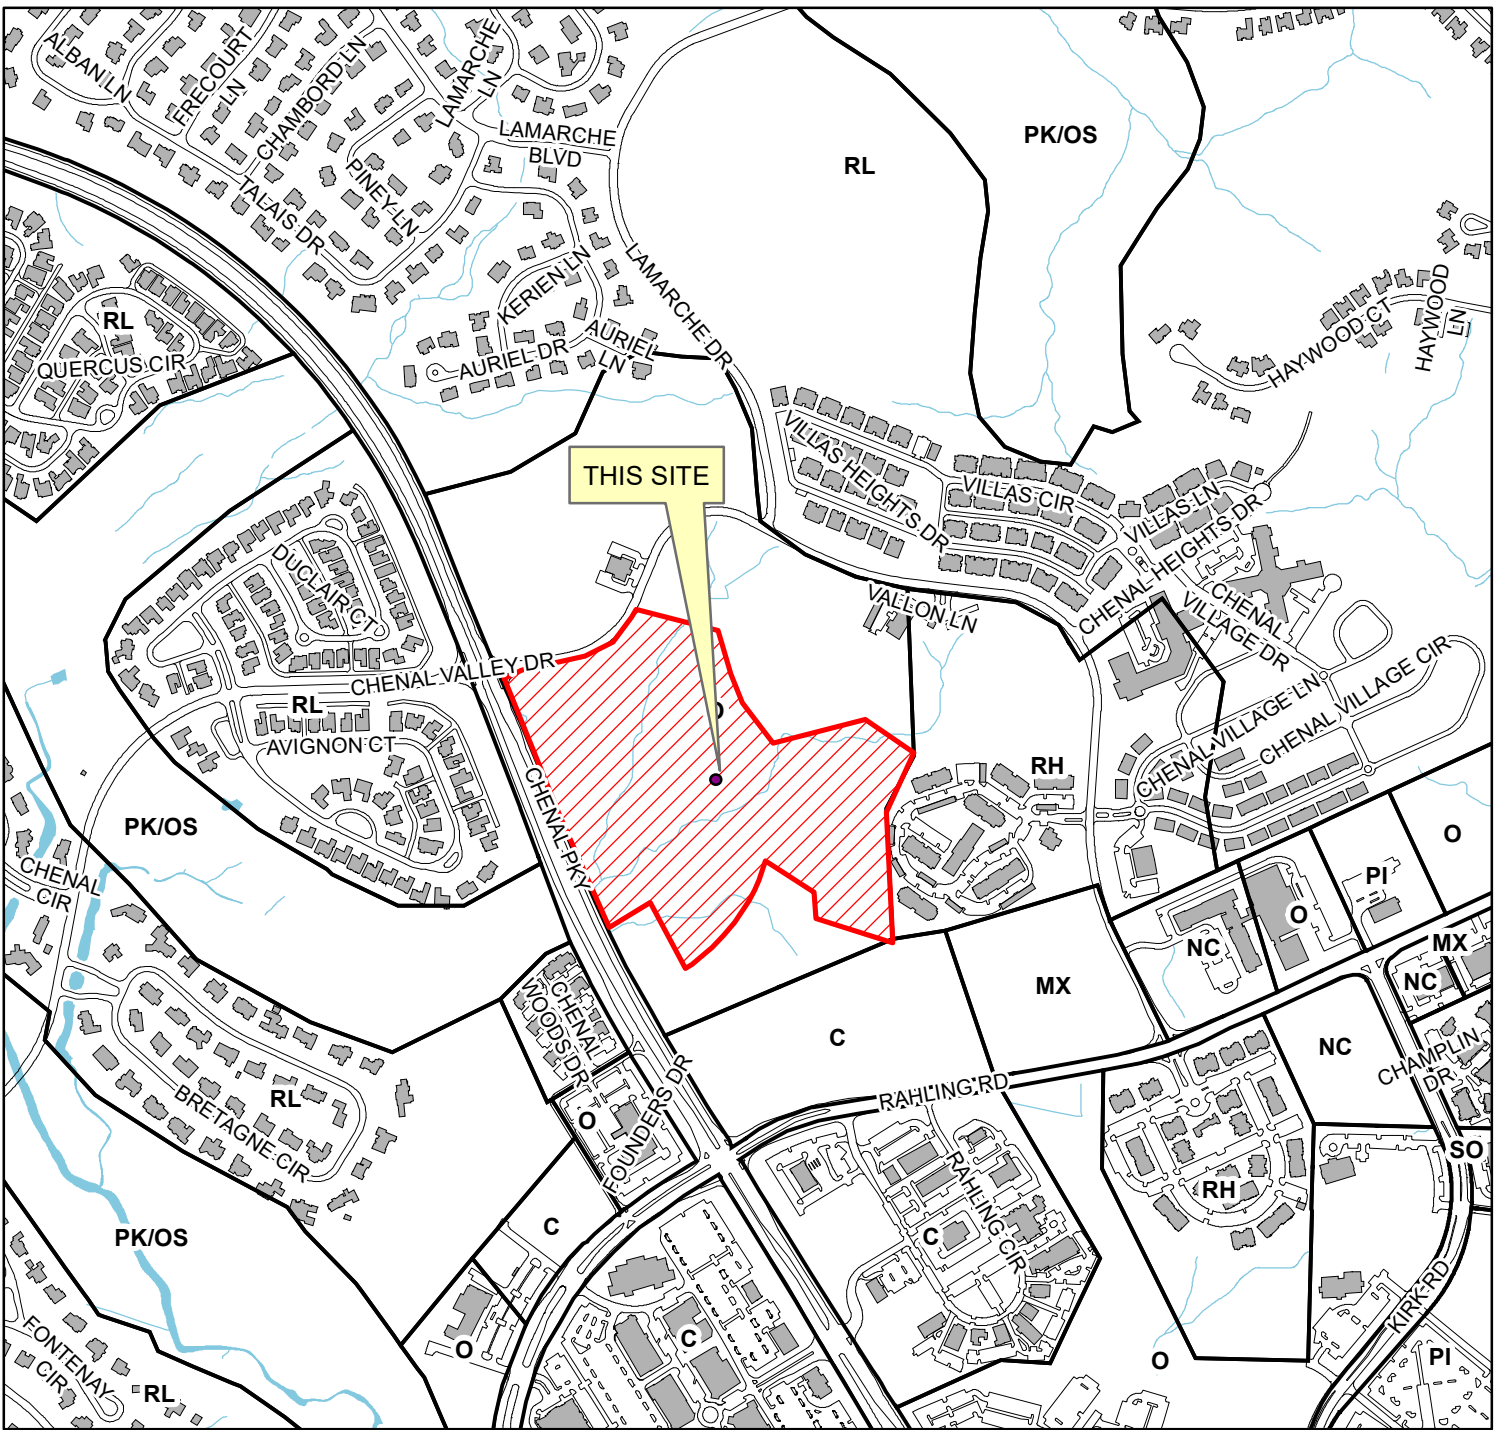 ALBAN LN
FRECOURT
LN
CHAMBORD LN
LAMARCHE
LN
LAMARCHE
BLVD
PINEY LN
TALAIS DR
RL
PK/OS
KERIEN LN
LAMARCHE DR
AURIEL
LN
AURIEL DR
RL
QUERCUS CIR
HAYWOOD CT
HAYWOOD
LN
THIS SITE
VILLAS HEIGHTS DR
VILLAS CIR
VILLAS LN
CHENAL HEIGHTS DR
DUCLAIR CT
VALLON LN
CHENAL
VILLAGE DR
CHENAL VALLEY DR
RL
AVIGNON CT
CHENAL VILLAGE LN
CHENAL VILLAGE CIR
RH
CHENAL PKY
PK/OS
CHENAL
CIR
O
PI
O
NC
MX
NC
MX
C
CHENAL
WOODS DR
NC
CHAMPLIN
DR
RL
BRETAGNE CIR
O
FOUNDERS DR
RAHLING RD
RAHLING CIR
SO
RH
PK/OS
C
C
KIRK RD
O
C
O
PI
FONTENAY
CIR
RL